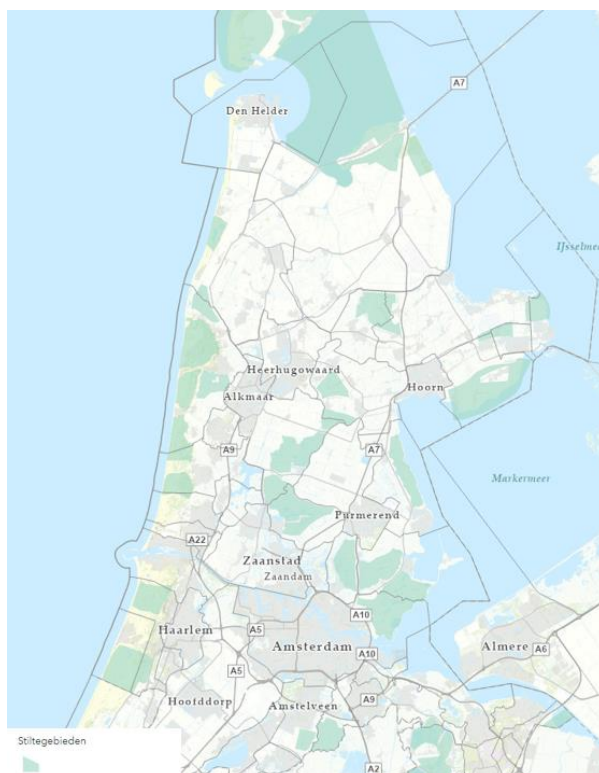 A7
Den Helder
IJsselme
Heerhugowaard
Hoorn
Alkmaar
A9
A7
Markermeer
Purmerend
A22
Zaanstad
Zaandam
A10
Haarlem
A5
Amsterdam
A10
Almere
A6
A5
Hoofddorp
Amstelveen
A9
Stiltegebieden
A2